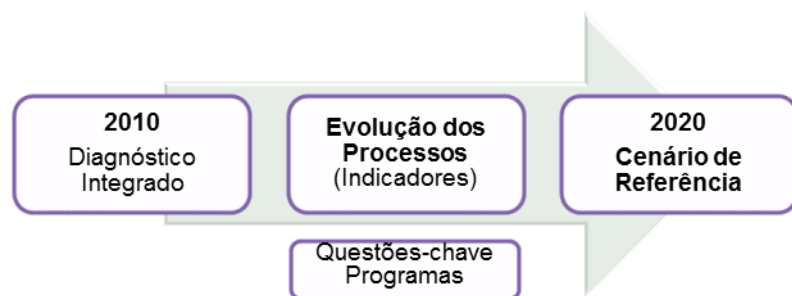 2010
Diagnóstico
Integrado
Evolução dos
Processos
(Indicadores)
2020
Cenário de
Referência
Questões-chave
Programas